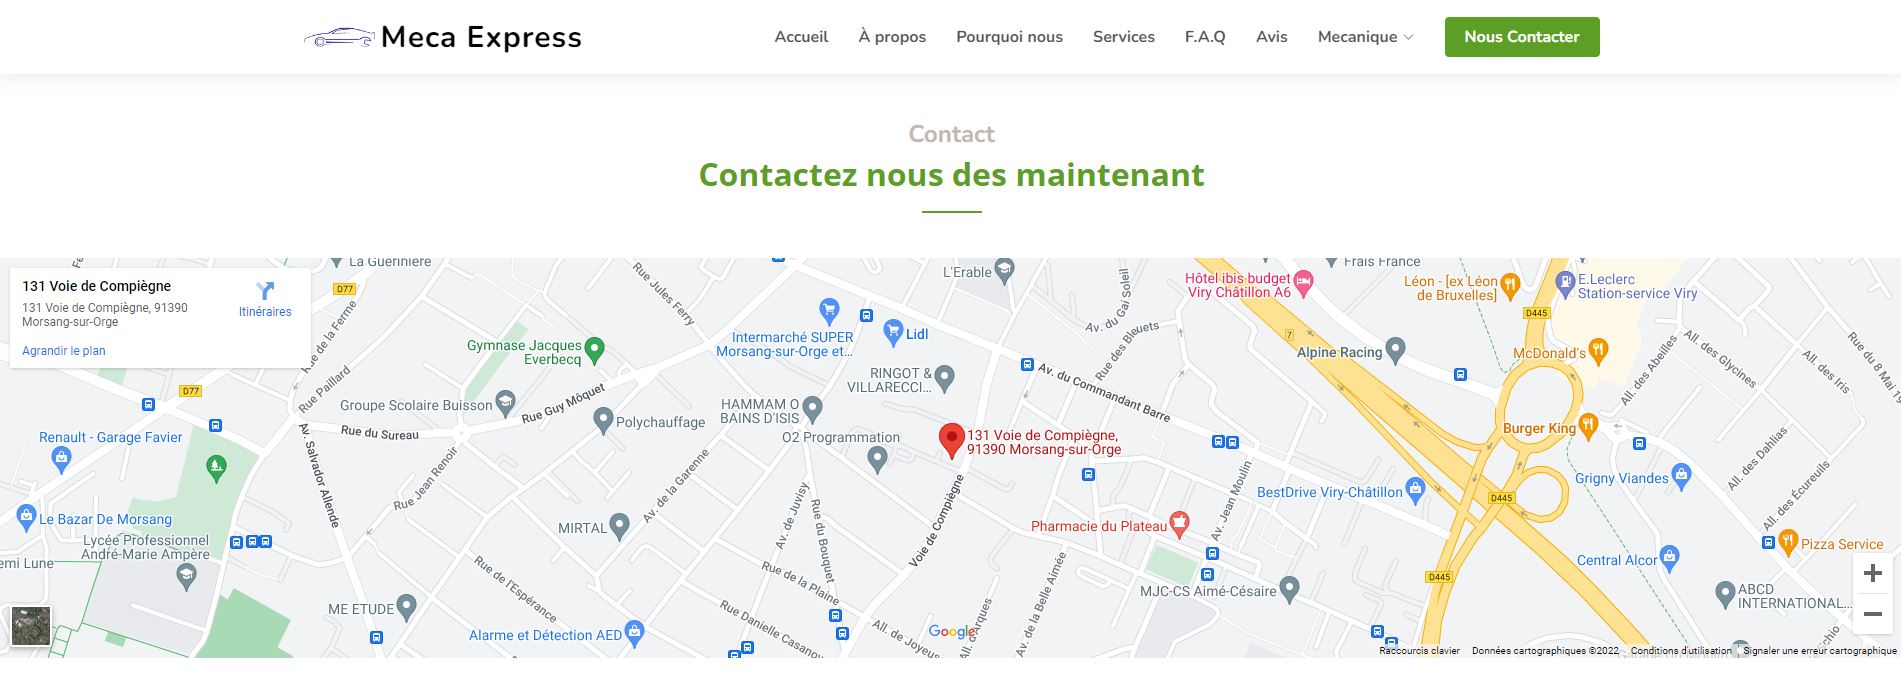 Meca Express
Accueil
À propos
Pourquoi nous
Services
F.A.Q
Avis
Mecanique
Nous Contacter
Contact
Contactez nous des maintenant
131 Voie de Compiègne
131 Voie de Compiègne, 91390
Morsang-sur-Orge
Itinéraires
Agrandir le plan
La Guérinière
D77
Rue de la Ferme
Rue Jules Ferry
L'Erable
Av. du Gai Soleil
Hôtel ibis budget
Viry Châtillon A6
Frais France
Léon - [ex Léon
de Bruxelles]
E.Leclerc
Station-service Viry
D445
Intermarché SUPER
Morsang-sur-Orge et...
Lidl
Rue des Bleuets
7
Gymnase Jacques
Everbecq
Alpine Racing
McDonald's
All. des Abeilles
All. des Glycines
All. des Iris
Rue du 8 Mai 19
RINGOT &
VILLARECCI...
Av. du Commandant Barre
Rue Paillard
D77
Groupe Scolaire Buisson
Rue Guy Môquet
Polychauffage
HAMMAM O
BAINS D'ISIS
Rue du Sureau
Av. Salvador Allende
Renault - Garage Favier
O2 Programmation
131 Voie de Compiègne,
91390 Morsang-sur-Orge
Burger King
All. des Dahlias
All. des Écureuils
Rue Jean Renoir
Av. de la Garenne
Av. de Juvisy
Rue du Bouquet
Voie de Compiègne
Av. Jean Moulin
BestDrive Viry-Châtillon
D445
Grigny Viandes
Le Bazar De Morsang
MIRTAL
Pharmacie du Plateau
Lycée Professionnel
André-Marie Ampère
Pizza Service
Central Alcor
emi Lune
Rue de l'Espérance
Rue de la Plaine
Av. de la Belle Aimée
D445
MJC-CS Aimé-Césaire
ABCD
INTERNATIONAL...
ME ETUDE
Rue Danielle Casanova
All. de Joyeus
Alarme et Détection AED
Google
Raccourcis clavier
Données cartographiques ©2022
Conditions d'utilisation
Signaler une erreur cartographique